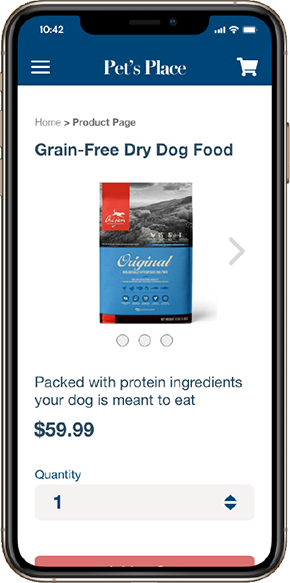 10:42
Pet's Place
Home > Product Page
Grain-Free Dry Dog Food
Original
Packed with protein ingredients
your dog is meant to eat
$59.99
Quantity
1